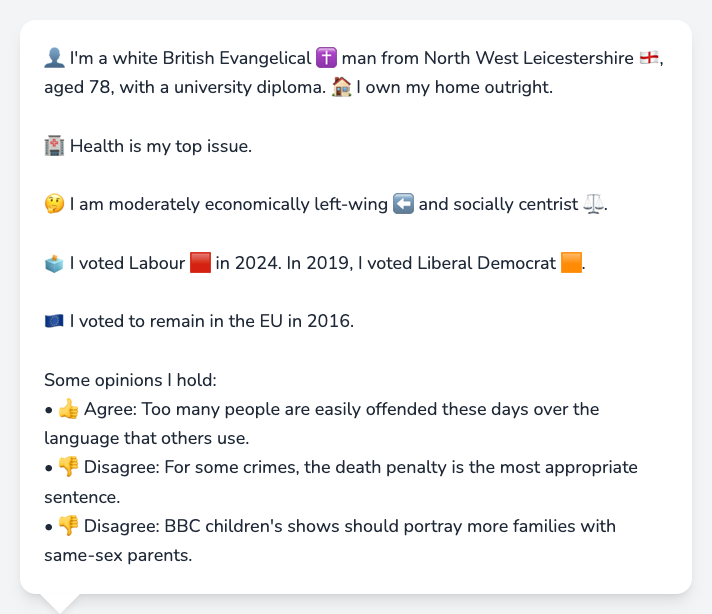 👤 I'm a white British Evangelical ✝️ man from North West Leicestershire 🏴󠁧󠁢󠁥󠁮󠁧󠁿,
aged 78, with a university diploma. 🏠 I own my home outright.
🏥 Health is my top issue.
🤔 I am moderately economically left-wing ⬅️ and socially centrist ⚖️.
🗳️ I voted Labour 🟥 in 2024. In 2019, I voted Liberal Democrat 🟧.
🇪🇺 I voted to remain in the EU in 2016.
Some opinions I hold:
• 👍 Agree: Too many people are easily offended these days over the
language that others use.
• 👎 Disagree: For some crimes, the death penalty is the most appropriate
sentence.
• 👎 Disagree: BBC children's shows should portray more families with
same-sex parents.